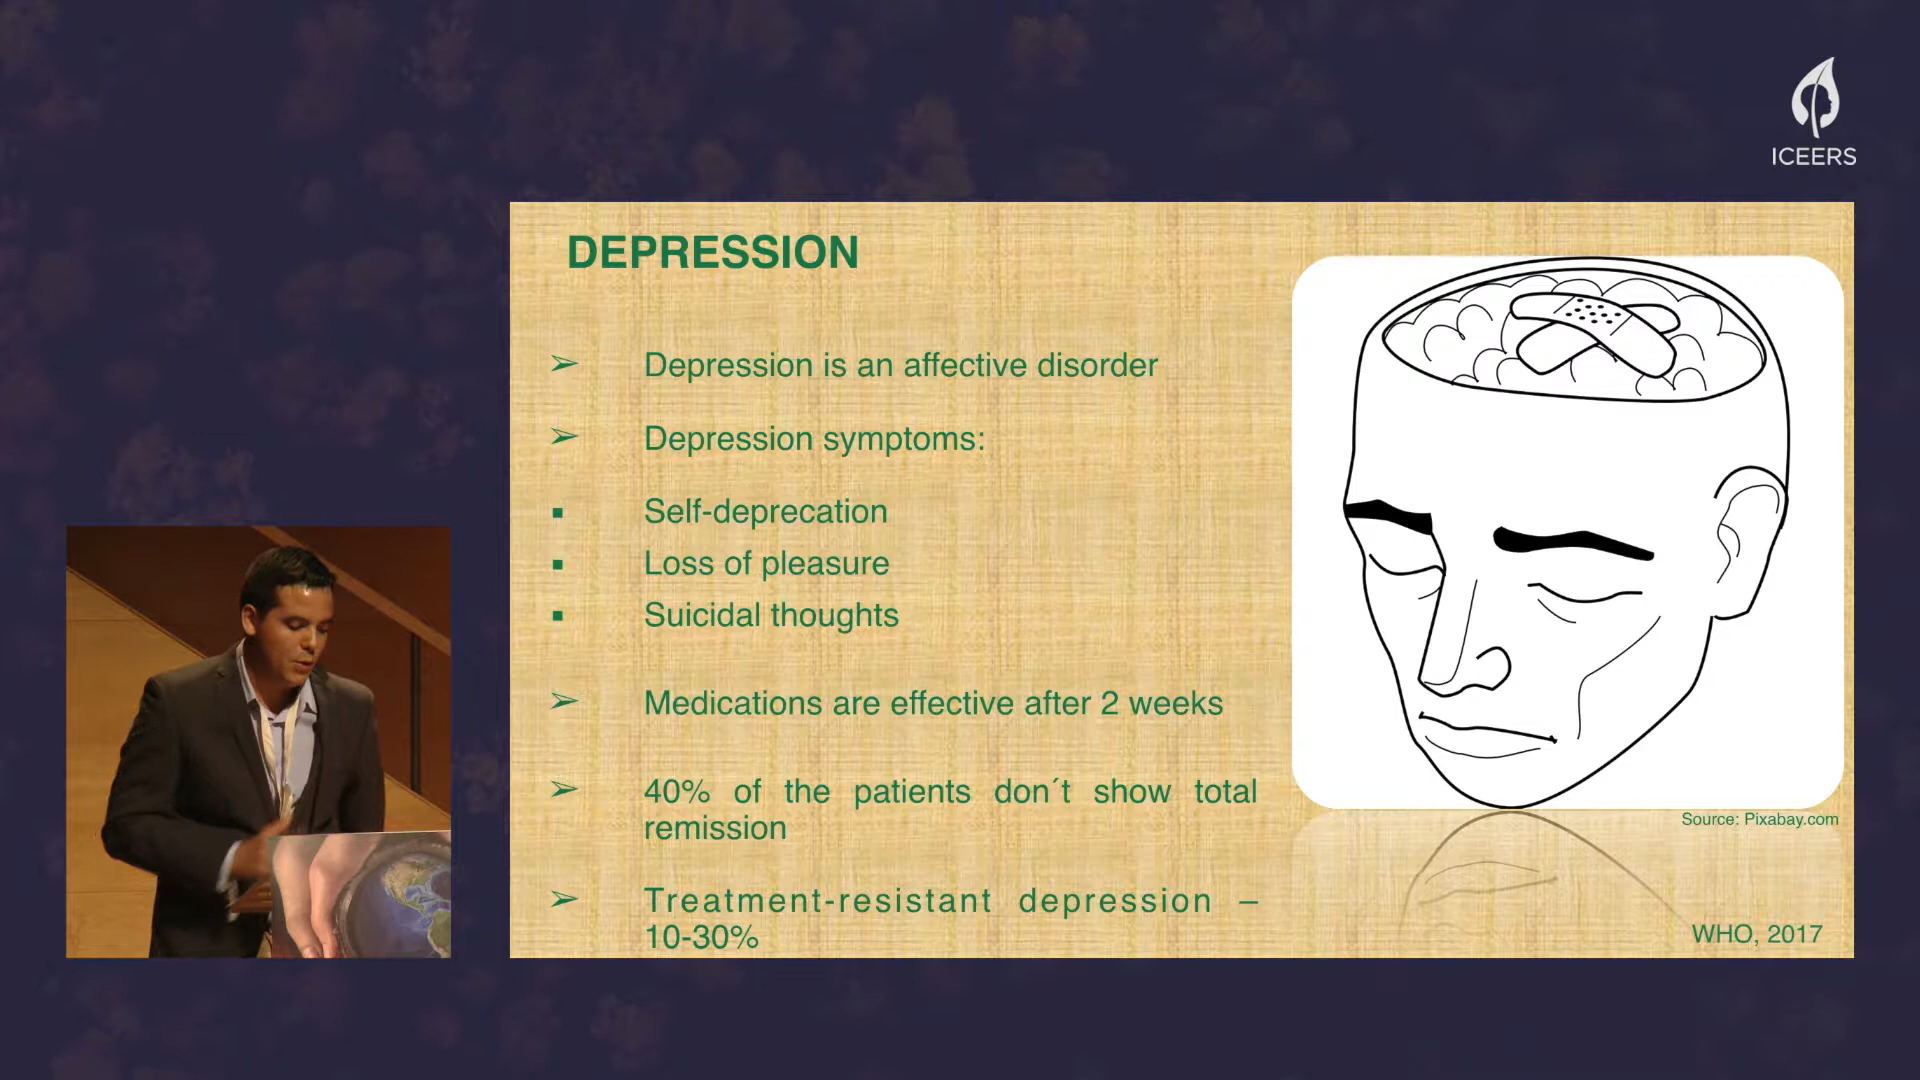 ICEERS
DEPRESSION
➢ Depression is an affective disorder
➢ Depression symptoms:
▪ Self-deprecation
▪ Loss of pleasure
▪ Suicidal thoughts
➢ Medications are effective after 2 weeks
➢ 40% of the patients don´t show total
remission
➢ Treatment-resistant depression –
10-30%
Source: Pixabay.com
WHO, 2017